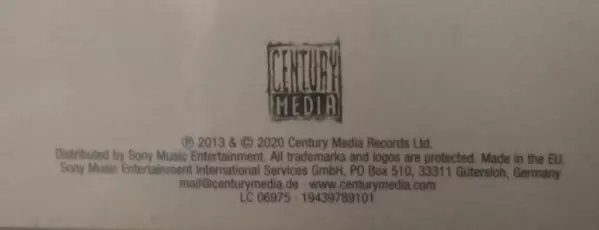 CENTURY
MEDIA
℗ 2013 & © 2020 Century Media Records Ltd.
Distributed by Sony Music Entertainment. All trademarks and logos are protected. Made in the EU.
Sony Music Entertainment International Services GmbH, PO Box 510, 33311 Gütersloh, Germany
mail@centurymedia.de · www.centurymedia.com
LC 06975 · 19439789101